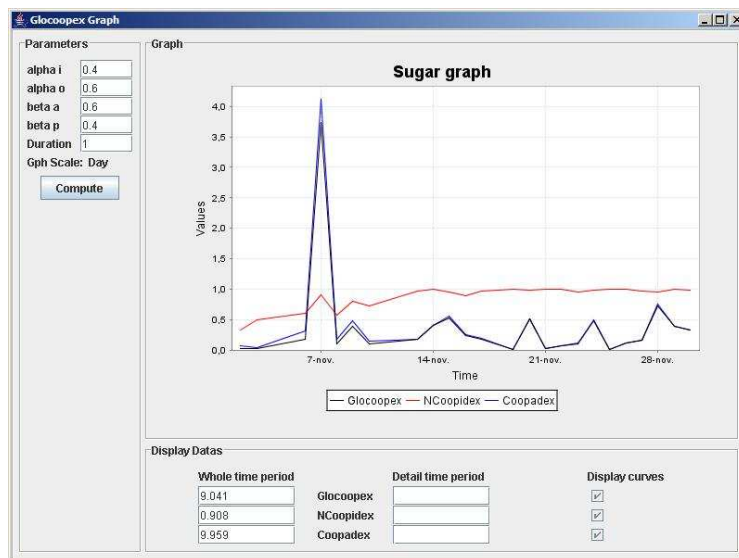 Glocoopex Graph
Parameters
alpha i 0.4
alpha o 0.6
beta a 0.6
beta p 0.4
Duration 1
Gph Scale: Day
Compute
Graph
Sugar graph
4,0
3,5
3,0
2,5
2,0
1,5
1,0
0,5
0,0
Values
7-nov. 14-nov. 21-nov. 28-nov.
Time
Glocoopex NCoopidex Coopadex
Display Datas
Whole time period Detail time period Display curves
9.041 Glocoopex
0.908 NCoopidex
9.959 Coopadex